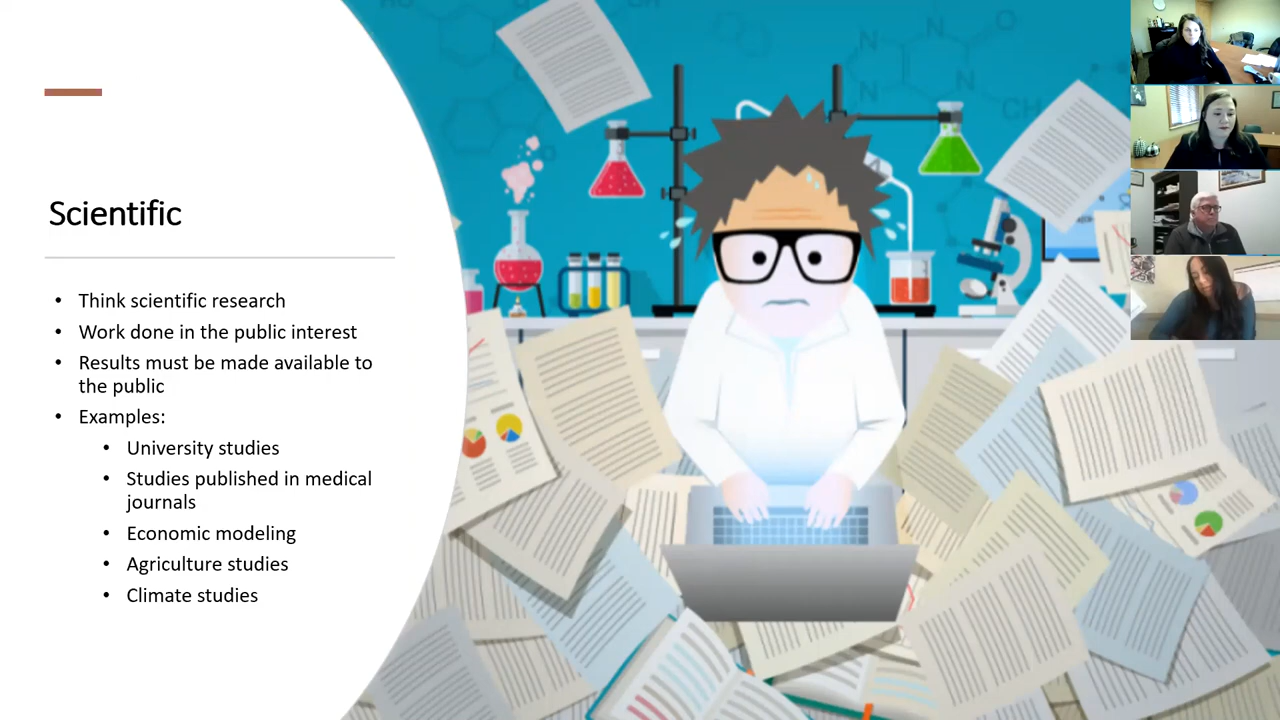 Scientific
• Think scientific research
• Work done in the public interest
• Results must be made available to
the public
• Examples:
• University studies
• Studies published in medical
journals
• Economic modeling
• Agriculture studies
• Climate studies
N
N
N
O
CH